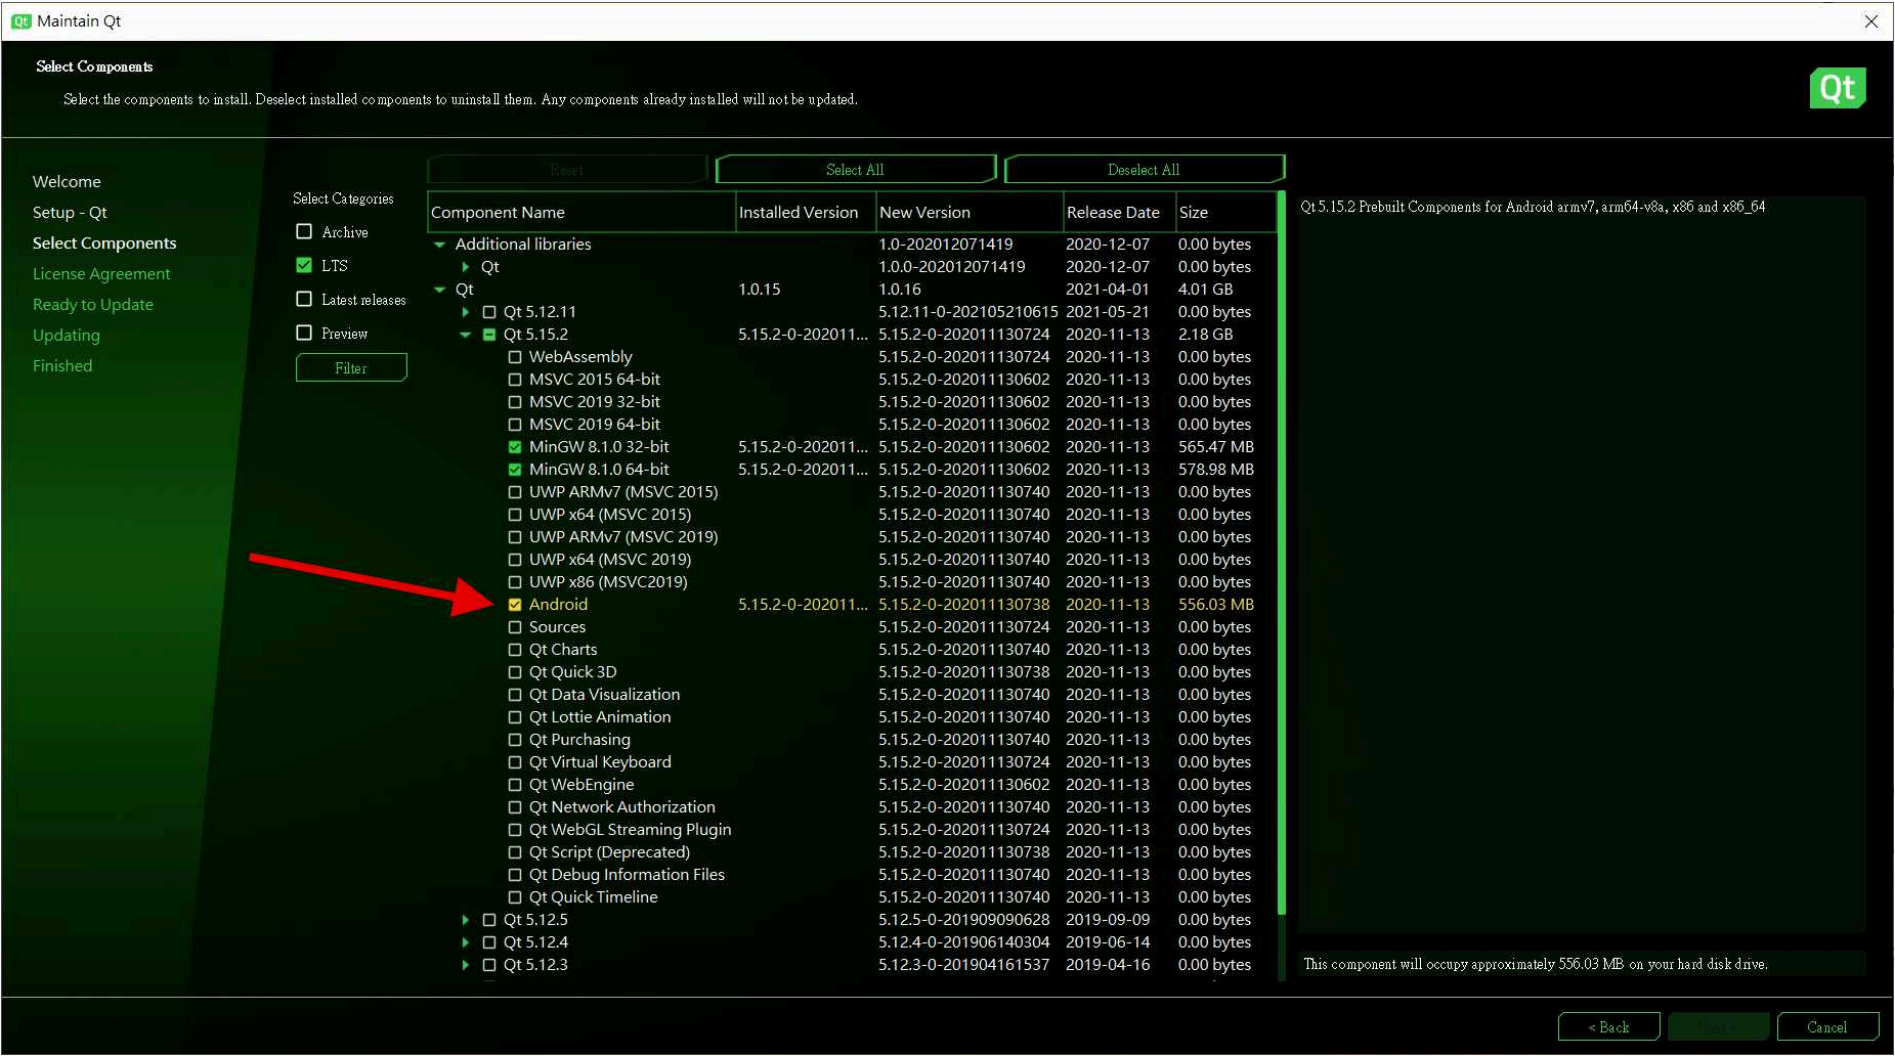 Qt Maintain Qt
Select Components
Select the components to install. Deselect installed components to uninstall them. Any components already installed will not be updated.
Qt
Welcome
Setup - Qt
Select Components
License Agreement
Ready to Update
Updating
Finished
Select Categories
Archive
LTS
Latest releases
Preview
Filter
Reset Select All Deselect All
Component Name Installed Version New Version Release Date Size
Additional libraries 1.0-202012071419 2020-12-07 0.00 bytes
Qt 1.0.0-202012071419 2020-12-07 0.00 bytes
Qt 1.0.15 1.0.16 2021-04-01 4.01 GB
Qt 5.12.11 5.12.11-0-202105210615 2021-05-21 0.00 bytes
Qt 5.15.2 5.15.2-0-202011... 5.15.2-0-202011130724 2020-11-13 2.18 GB
WebAssembly 5.15.2-0-202011130724 2020-11-13 0.00 bytes
MSVC 2015 64-bit 5.15.2-0-202011130602 2020-11-13 0.00 bytes
MSVC 2019 32-bit 5.15.2-0-202011130602 2020-11-13 0.00 bytes
MSVC 2019 64-bit 5.15.2-0-202011130602 2020-11-13 0.00 bytes
MinGW 8.1.0 32-bit 5.15.2-0-202011... 5.15.2-0-202011130602 2020-11-13 565.47 MB
MinGW 8.1.0 64-bit 5.15.2-0-202011... 5.15.2-0-202011130602 2020-11-13 578.98 MB
UWP ARMv7 (MSVC 2015) 5.15.2-0-202011130740 2020-11-13 0.00 bytes
UWP x64 (MSVC 2015) 5.15.2-0-202011130740 2020-11-13 0.00 bytes
UWP ARMv7 (MSVC 2019) 5.15.2-0-202011130740 2020-11-13 0.00 bytes
UWP x64 (MSVC 2019) 5.15.2-0-202011130740 2020-11-13 0.00 bytes
UWP x86 (MSVC2019) 5.15.2-0-202011130740 2020-11-13 0.00 bytes
Android 5.15.2-0-202011... 5.15.2-0-202011130738 2020-11-13 556.03 MB
Sources 5.15.2-0-202011130724 2020-11-13 0.00 bytes
Qt Charts 5.15.2-0-202011130740 2020-11-13 0.00 bytes
Qt Quick 3D 5.15.2-0-202011130738 2020-11-13 0.00 bytes
Qt Data Visualization 5.15.2-0-202011130740 2020-11-13 0.00 bytes
Qt Lottie Animation 5.15.2-0-202011130740 2020-11-13 0.00 bytes
Qt Purchasing 5.15.2-0-202011130740 2020-11-13 0.00 bytes
Qt Virtual Keyboard 5.15.2-0-202011130724 2020-11-13 0.00 bytes
Qt WebEngine 5.15.2-0-202011130602 2020-11-13 0.00 bytes
Qt Network Authorization 5.15.2-0-202011130740 2020-11-13 0.00 bytes
Qt WebGL Streaming Plugin 5.15.2-0-202011130724 2020-11-13 0.00 bytes
Qt Script (Deprecated) 5.15.2-0-202011130738 2020-11-13 0.00 bytes
Qt Debug Information Files 5.15.2-0-202011130740 2020-11-13 0.00 bytes
Qt Quick Timeline 5.15.2-0-202011130740 2020-11-13 0.00 bytes
Qt 5.12.5 5.12.5-0-201909090628 2019-09-09 0.00 bytes
Qt 5.12.4 5.12.4-0-201906140304 2019-06-14 0.00 bytes
Qt 5.12.3 5.12.3-0-201904161537 2019-04-16 0.00 bytes
Qt 5.15.2 Prebuilt Components for Android armv7, arm64-v8a, x86 and x86_64
This component will occupy approximately 556.03 MB on your hard disk drive.
< Back Cancel